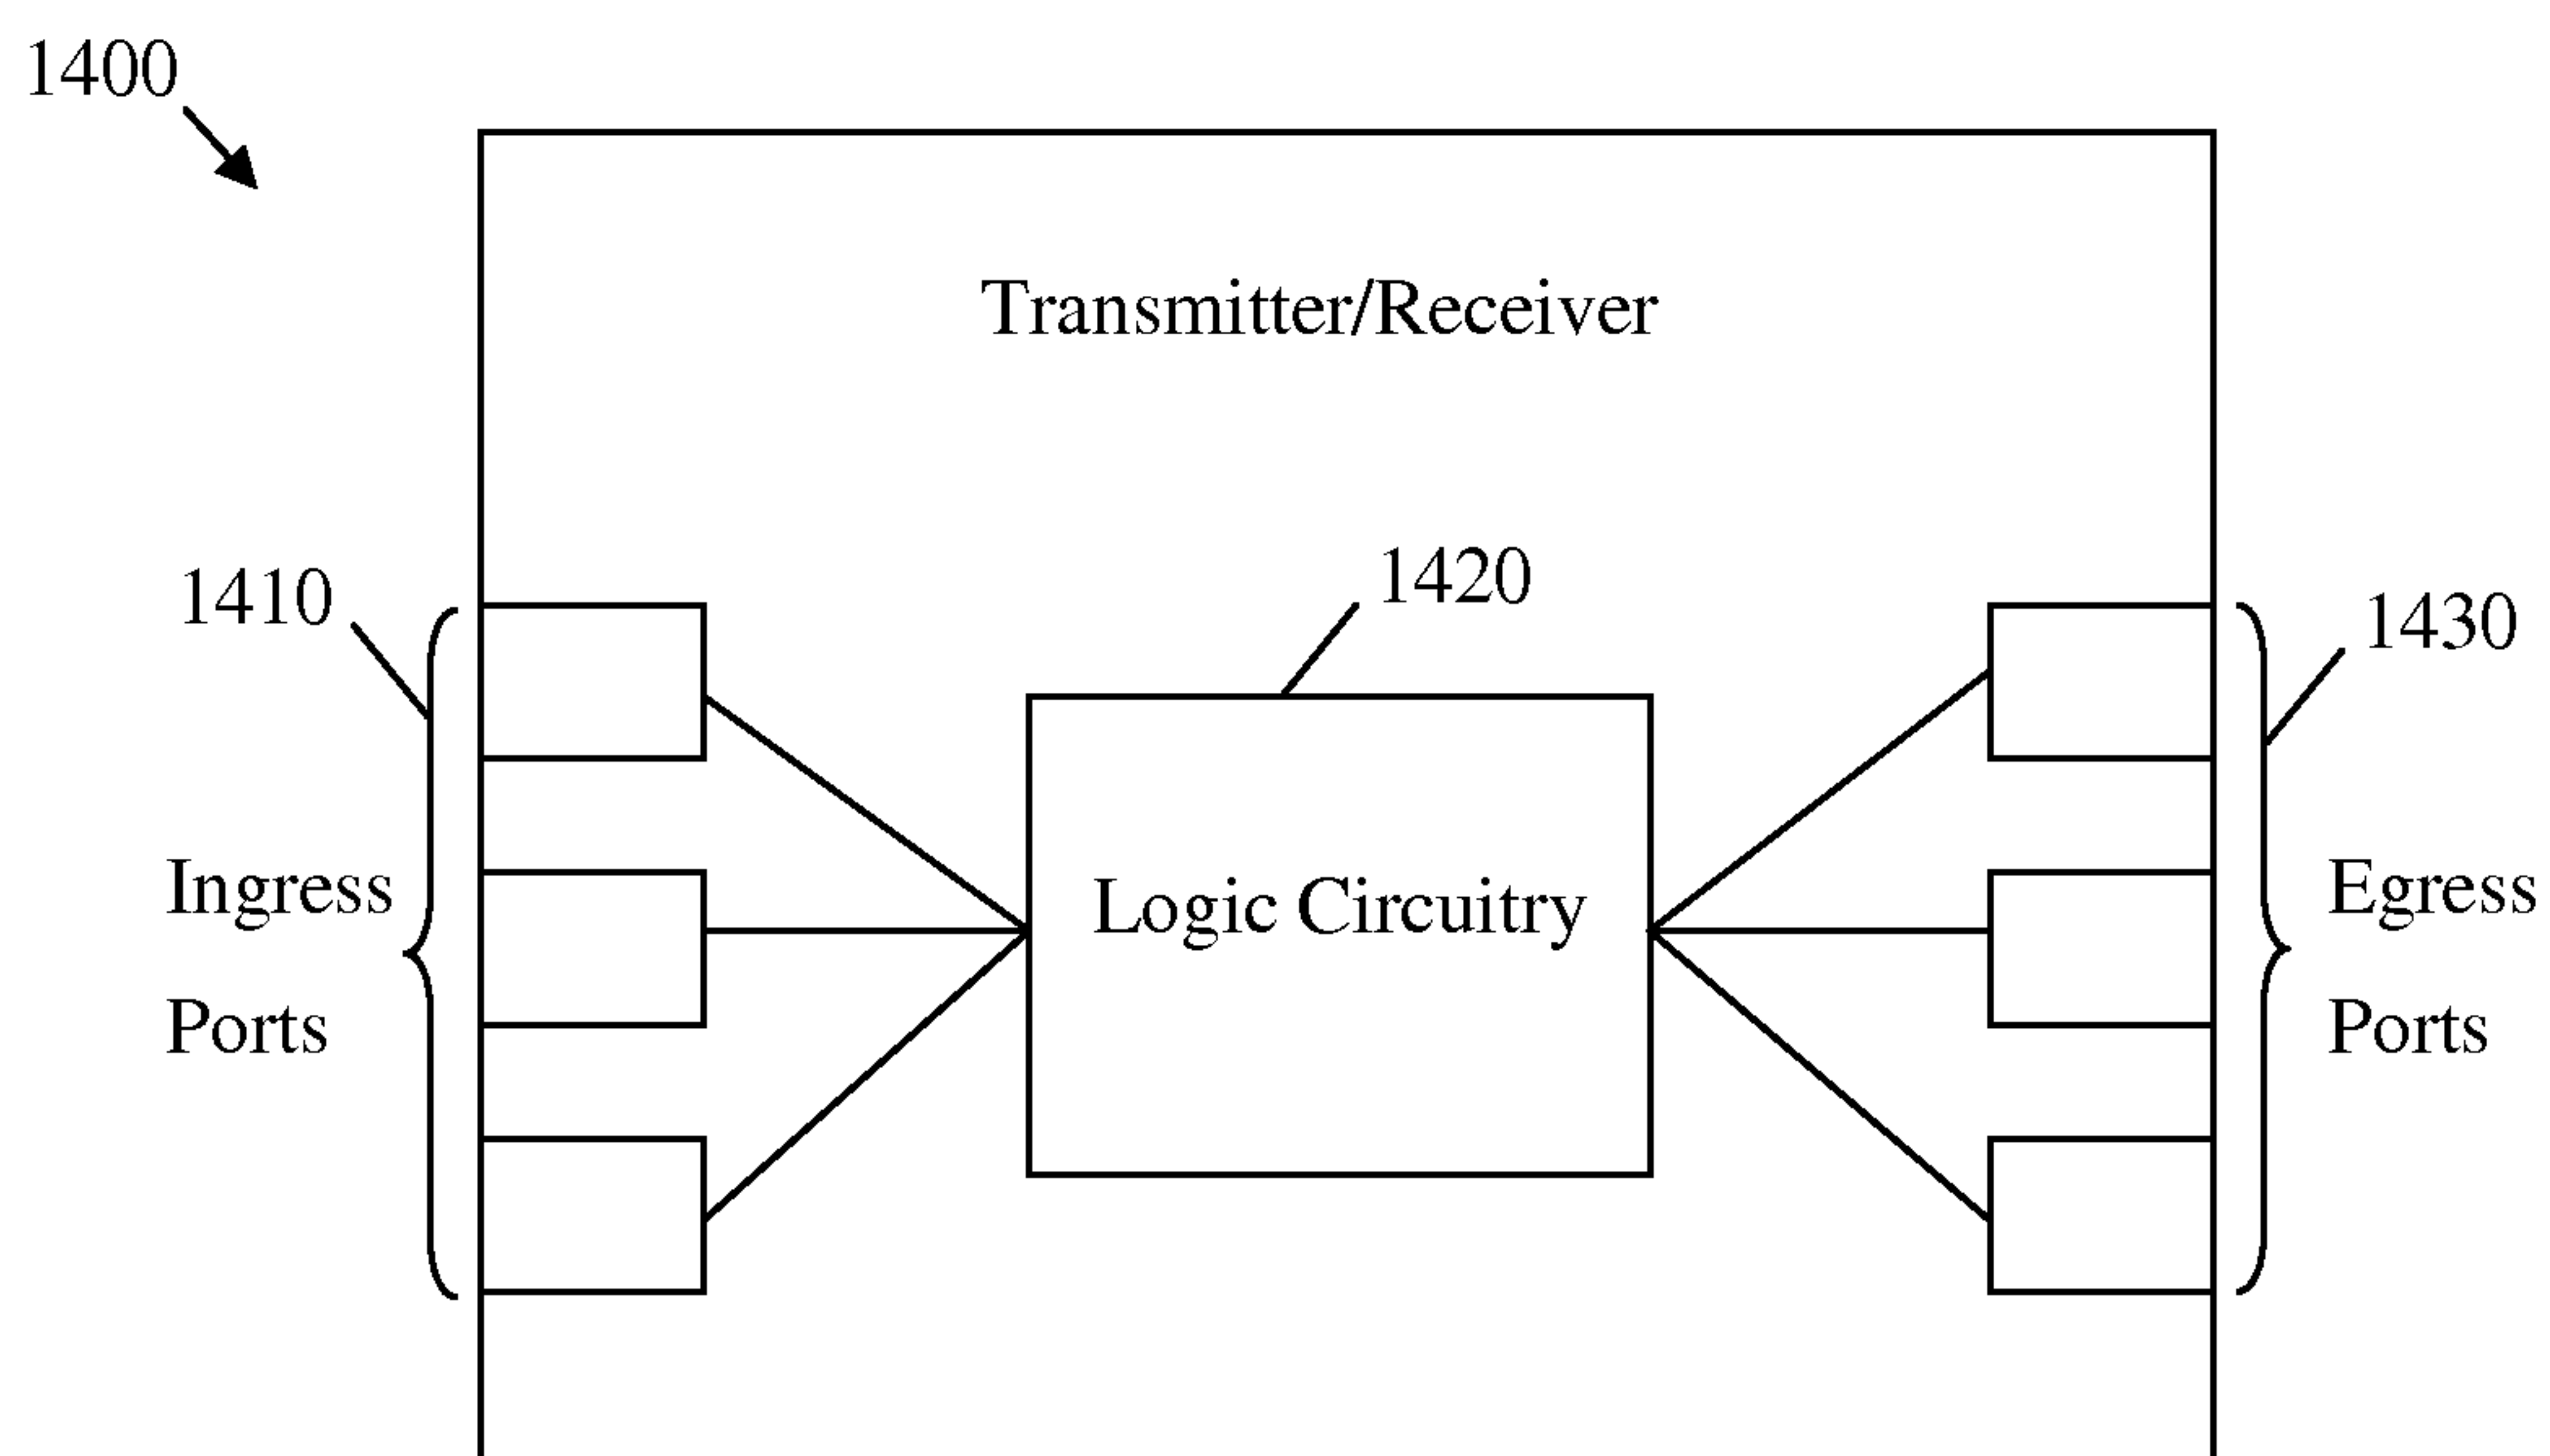 1400
Transmitter/Receiver
1410
1420
1430
Ingress
Ports
Logic Circuitry
Egress
Ports